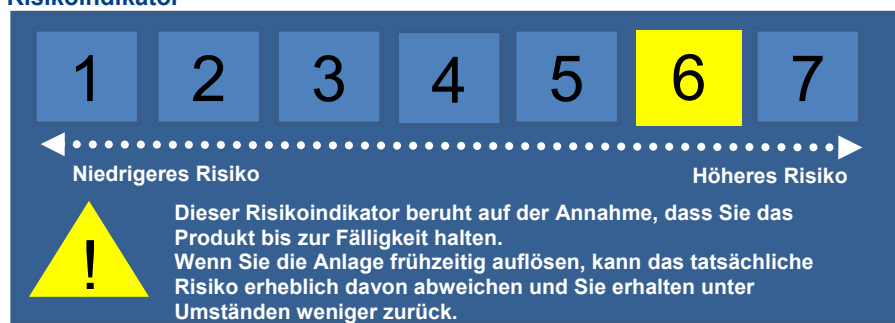 Risikoindikator
1 2 3 4 5 6 7
Niedrigeres Risiko Höheres Risiko
!
Dieser Risikoindikator beruht auf der Annahme, dass Sie das
Produkt bis zur Fälligkeit halten.
Wenn Sie die Anlage frühzeitig auflösen, kann das tatsächliche
Risiko erheblich davon abweichen und Sie erhalten unter
Umständen weniger zurück.